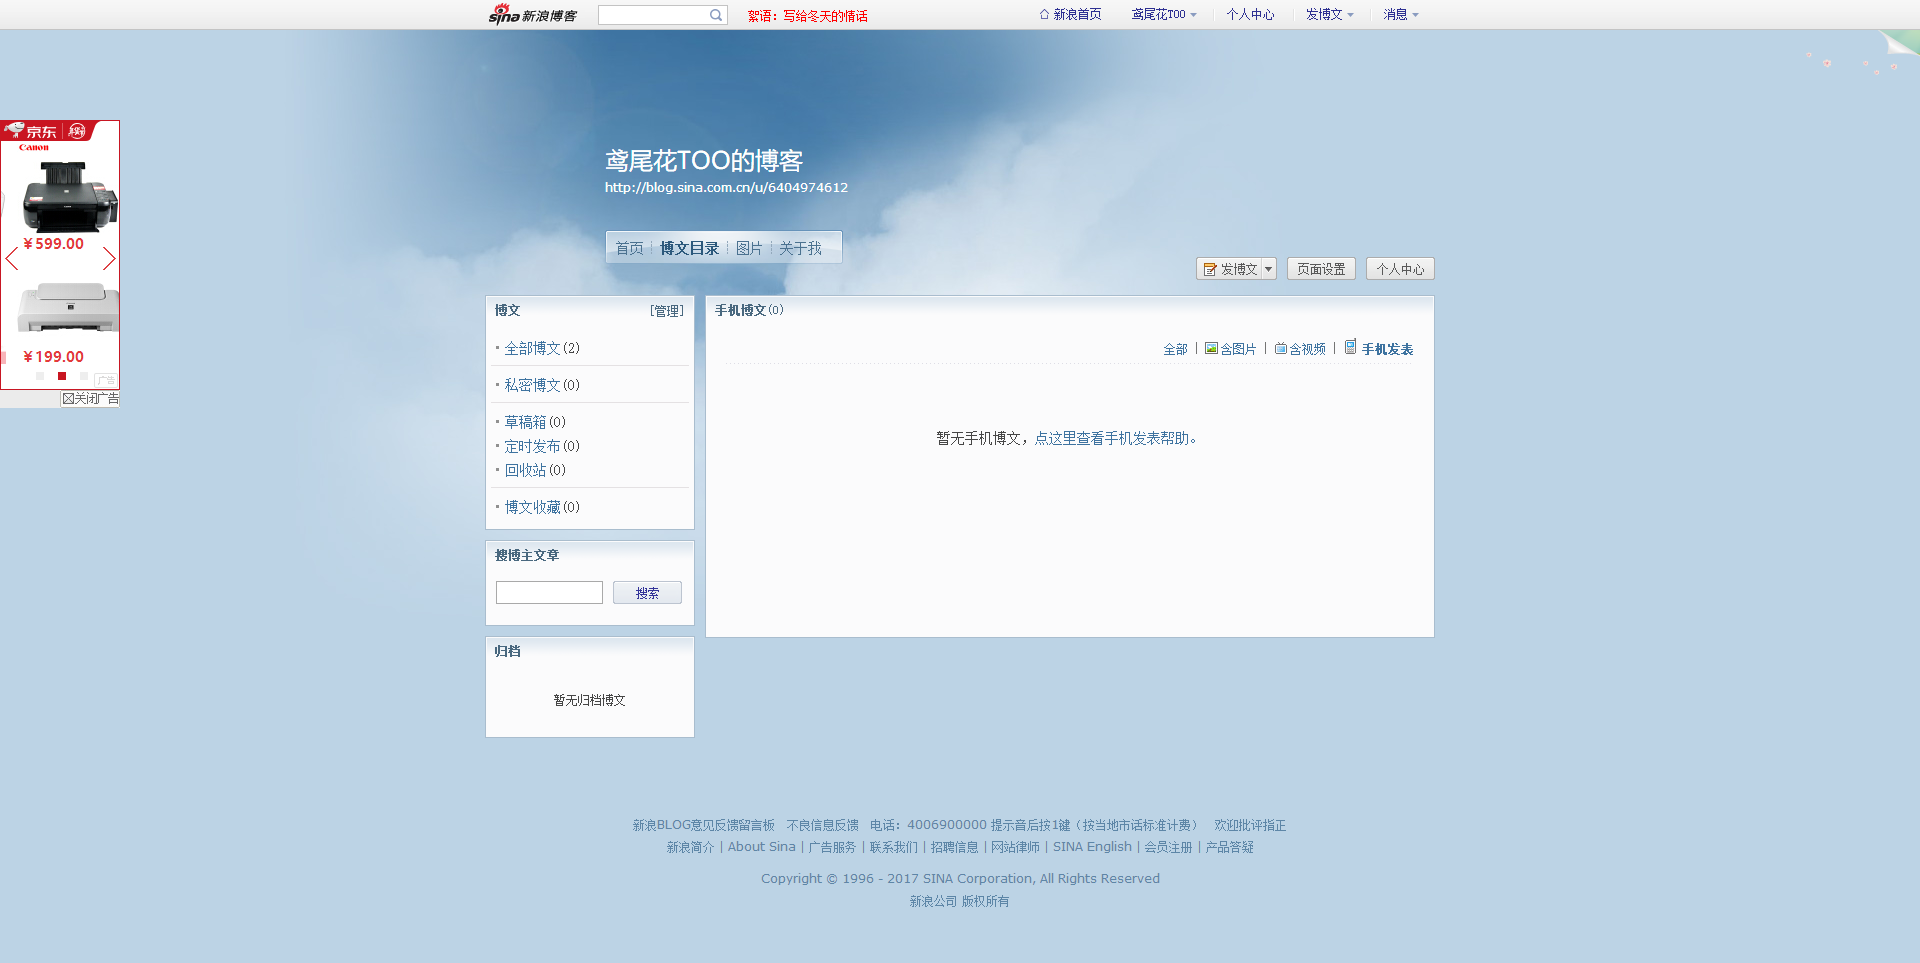 sina新浪博客
絮语：写给冬天的情话
新浪首页
鸢尾花TOO
个人中心
发博文
消息
京东
Canon
¥599.00
¥199.00
广告
关闭广告
鸢尾花TOO的博客
http://blog.sina.com.cn/u/6404974612
首页
博文目录
图片
关于我
发博文
页面设置
个人中心
博文
[管理]
全部博文(2)
私密博文(0)
草稿箱(0)
定时发布(0)
回收站(0)
博文收藏(0)
搜博主文章
搜索
归档
暂无归档博文
手机博文(0)
全部 | 含图片 | 含视频 | 手机发表
暂无手机博文，点这里查看手机发表帮助。
新浪BLOG意见反馈留言板 不良信息反馈 电话：4006900000 提示音后按1键（按当地市话标准计费） 欢迎批评指正
新浪简介 | About Sina | 广告服务 | 联系我们 | 招聘信息 | 网站律师 | SINA English | 会员注册 | 产品答疑
Copyright © 1996 - 2017 SINA Corporation, All Rights Reserved
新浪公司 版权所有